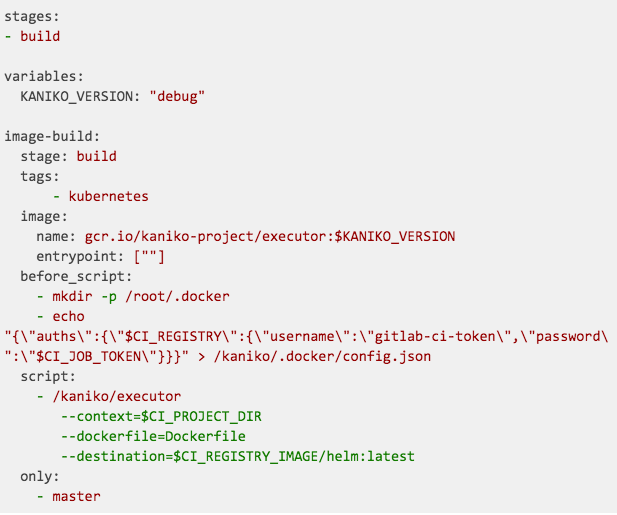 stages:
- build
variables:
  KANIKO_VERSION: "debug"
image-build:
  stage: build
  tags:
      - kubernetes
  image:
    name: gcr.io/kaniko-project/executor:$KANIKO_VERSION
    entrypoint: [""]
  before_script:
    - mkdir -p /root/.docker
    - echo
"{\"auths\":{\"$CI_REGISTRY\":{\"username\":\"gitlab-ci-token\",\"password\
":\"$CI_JOB_TOKEN\"}}}" > /kaniko/.docker/config.json
  script:
    - /kaniko/executor
       --context=$CI_PROJECT_DIR
       --dockerfile=Dockerfile
       --destination=$CI_REGISTRY_IMAGE/helm:latest
  only:
    - master